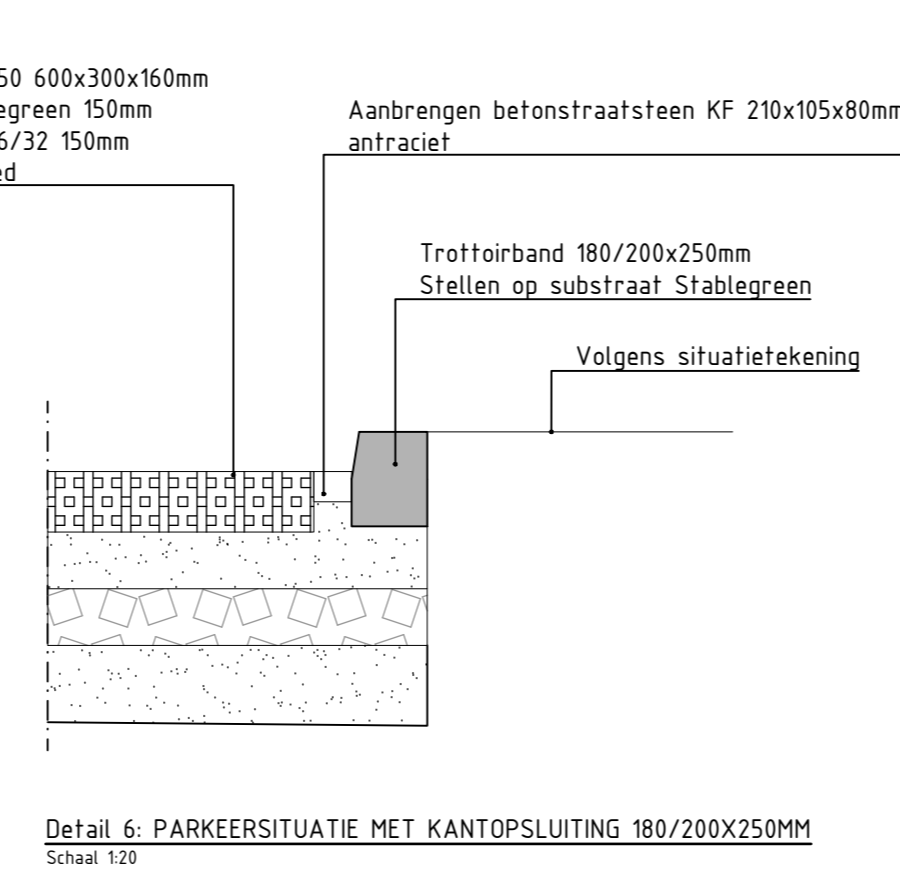 50 600x300x160mm
egreen 150mm
6/32 150mm
ed
Aanbrengen betonstraatsteen KF 210x105x80mm
antraciet
Trottoirband 180/200x250mm
Stellen op substraat Stablegreen
Volgens situatietekening
Detail 6: PARKEERSITUATIE MET KANTOPSLUITING 180/200X250MM
Schaal 1:20